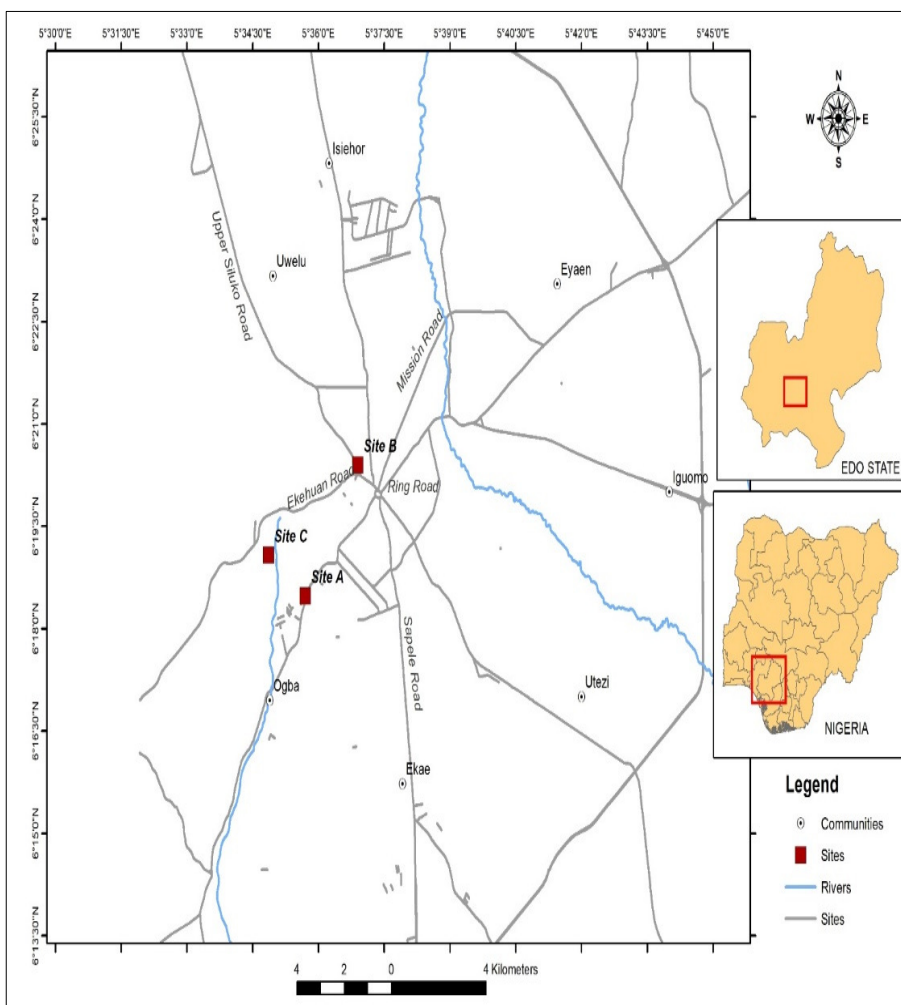 5°30'0"E 5°31'30"E 5°33'0"E 5°34'30"E 5°36'0"E 5°37'30"E 5°39'0"E 5°40'30"E 5°42'0"E 5°43'30"E 5°45'0"E
N
W E
S
6°25'30"N
Isiehor
6°24'0"N
Upper Siluko Road
Uwelu
Eyaen
6°22'30"N
Mission Road
EDO STATE
6°21'0"N
Site B
Ekehuan Road
Ring Road
Iguomo
6°19'30"N
Site C
Site A
6°18'0"N
Sapele Road
Ogba
Utezi
6°16'30"N
NIGERIA
Ekae
6°15'0"N
6°13'30"N
Legend
Communities
Sites
Rivers
Sites
4 2 0 4 Kilometers